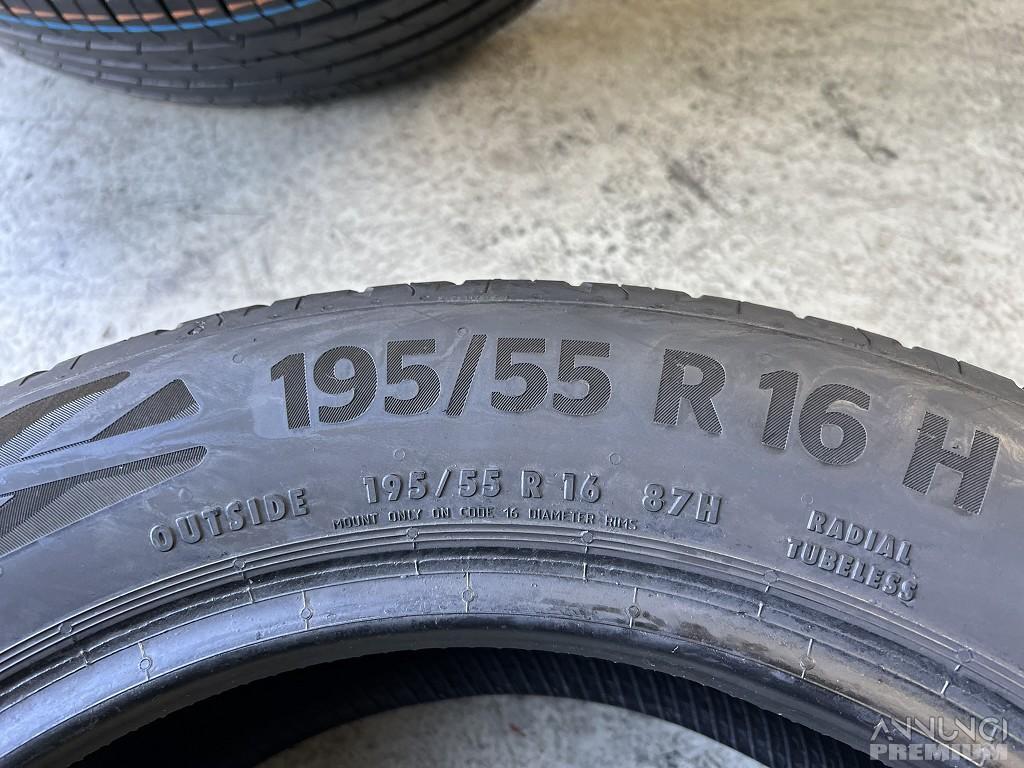 195/55 R 16 H
OUTSIDE 195/55 R 16 87H
MOUNT ONLY ON CODE 16 DIAMETER RIMS
RADIAL
TUBELESS
ANNUNCI
PREMIUM